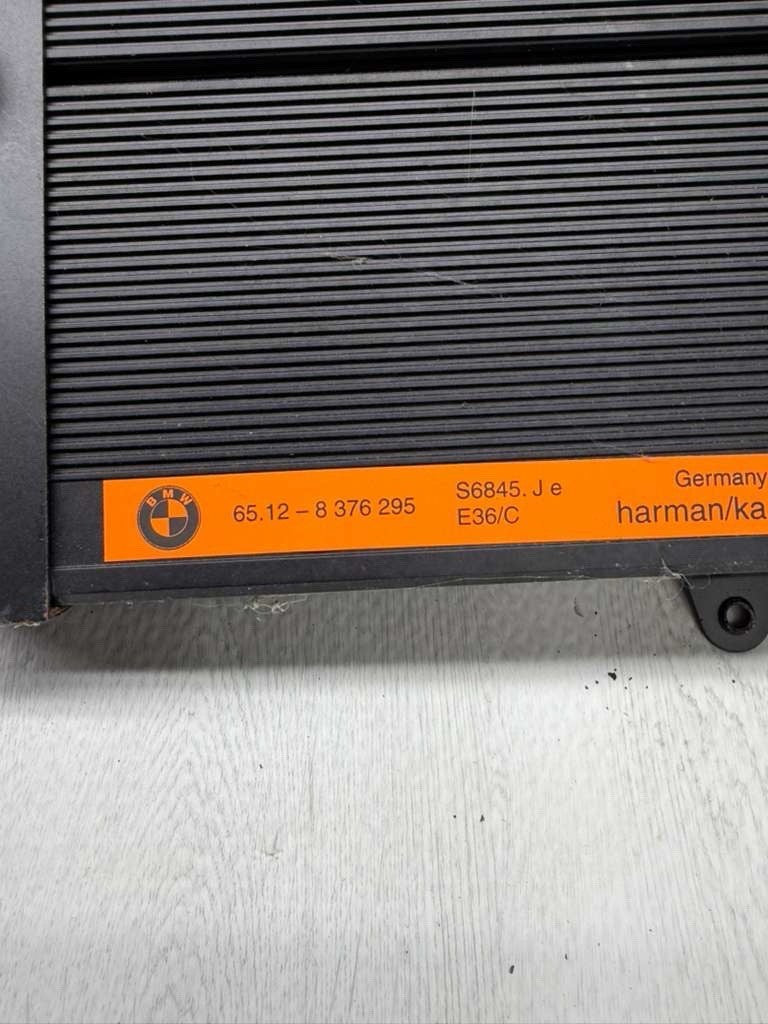 BMW
65.12 – 8 376 295
S6845. J e
E36/C
Germany
harman/ka